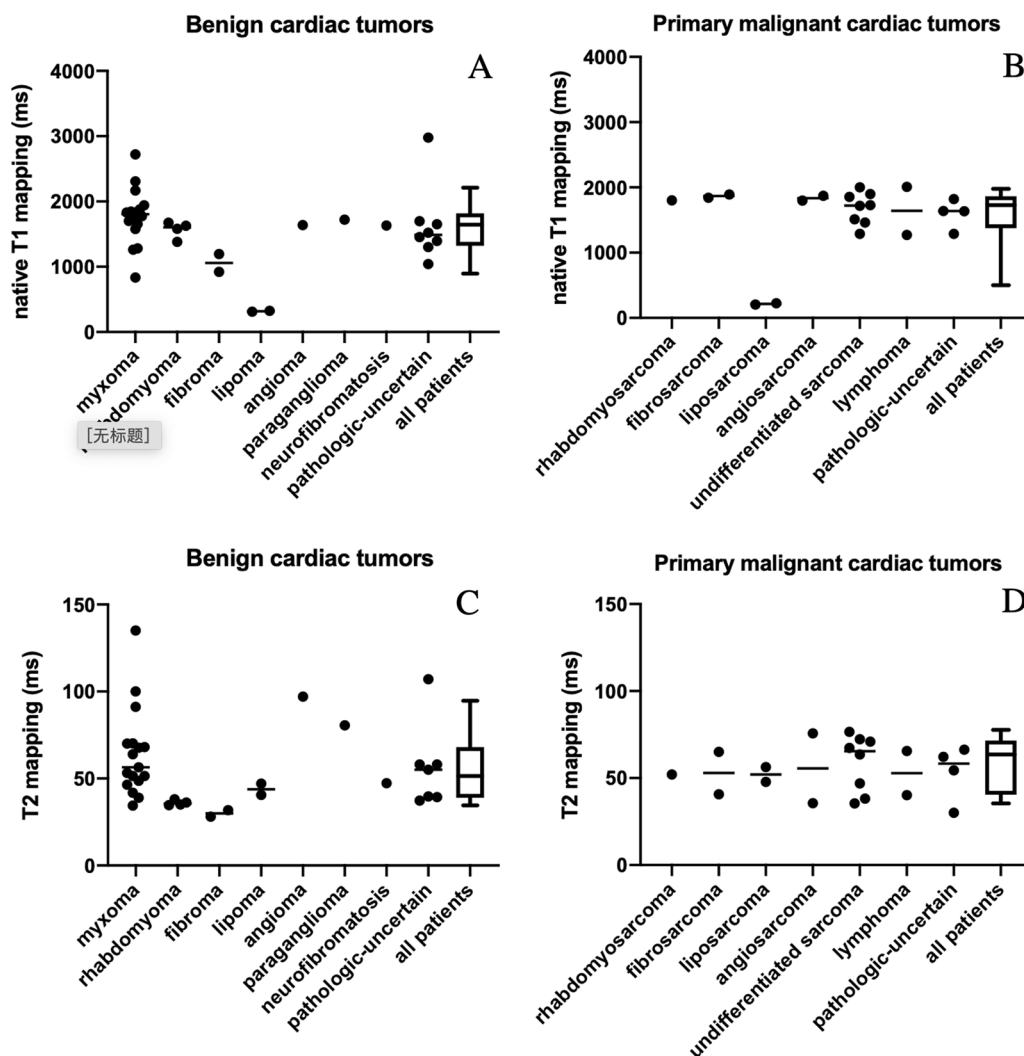 Benign cardiac tumors
A
native T1 mapping (ms)
4000
3000
2000
1000
0
myxoma
domyoma
fibroma
lipoma
angioma
paraganglioma
neurofibromatosis
pathologic-uncertain
all patients
[无标题]
Primary malignant cardiac tumors
B
native T1 mapping (ms)
4000
3000
2000
1000
0
rhabdomyosarcoma
fibrosarcoma
liposarcoma
angiosarcoma
undifferentiated sarcoma
lymphoma
pathologic-uncertain
all patients
Benign cardiac tumors
C
T2 mapping (ms)
150
100
50
0
myxoma
rhabdomyoma
fibroma
lipoma
angioma
paraganglioma
neurofibromatosis
pathologic-uncertain
all patients
Primary malignant cardiac tumors
D
T2 mapping (ms)
150
100
50
0
rhabdomyosarcoma
fibrosarcoma
liposarcoma
angiosarcoma
undifferentiated sarcoma
lymphoma
pathologic-uncertain
all patients